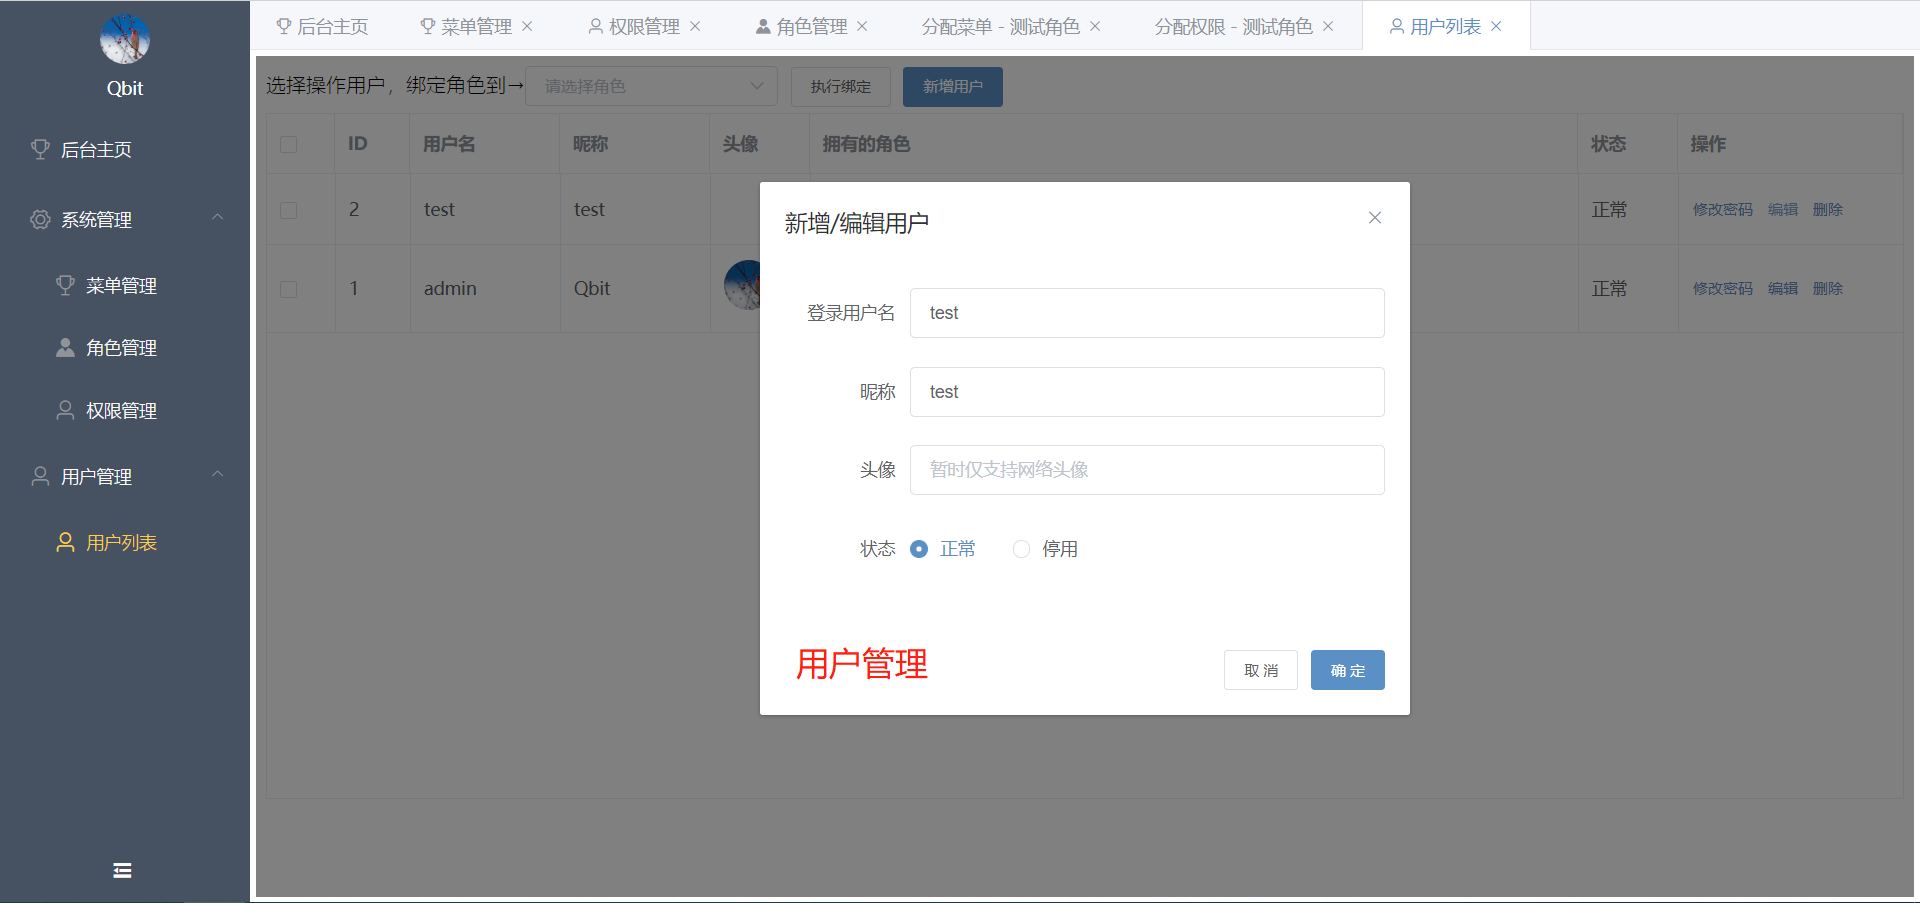 Qbit
后台主页
系统管理
菜单管理
角色管理
权限管理
用户管理
用户列表
后台主页 菜单管理 权限管理 角色管理 分配菜单 - 测试角色 分配权限 - 测试角色 用户列表
选择操作用户，绑定角色到→ 请选择角色 执行绑定 新增用户
ID 用户名 昵称 头像 拥有的角色 状态 操作
2 test test 正常 修改密码 编辑 删除
1 admin Qbit 正常 修改密码 编辑 删除
新增/编辑用户
登录用户名 test
昵称 test
头像 暂时仅支持网络头像
状态 正常 停用
用户管理
取 消 确 定